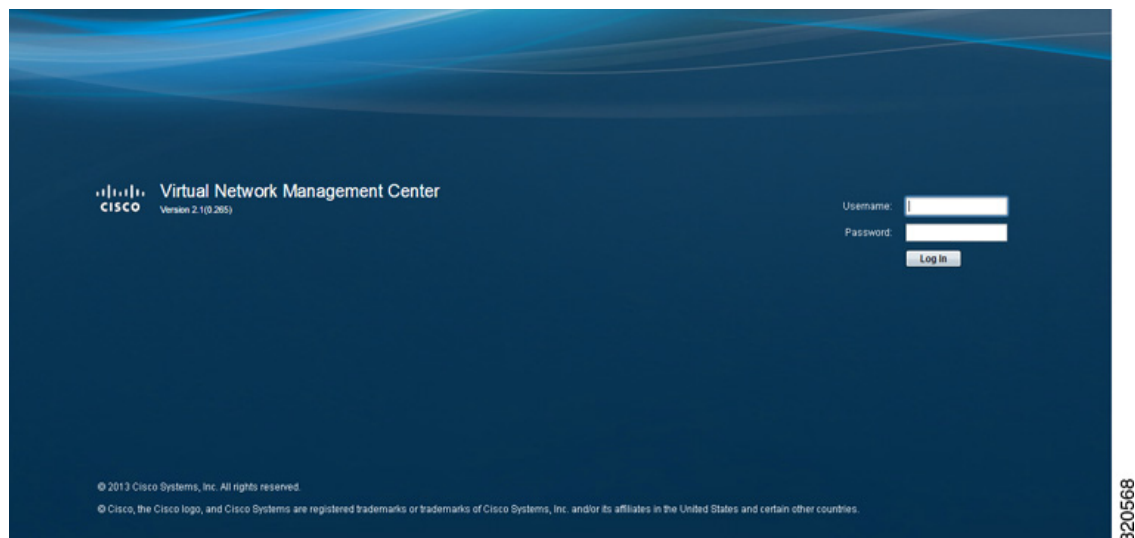 CISCO
Virtual Network Management Center
Version 2.1(0.265)
Username:
Password:
Log In
© 2013 Cisco Systems, Inc. All rights reserved.
© Cisco, the Cisco logo, and Cisco Systems are registered trademarks or trademarks of Cisco Systems, Inc. and/or its affiliates in the United States and certain other countries.
320568